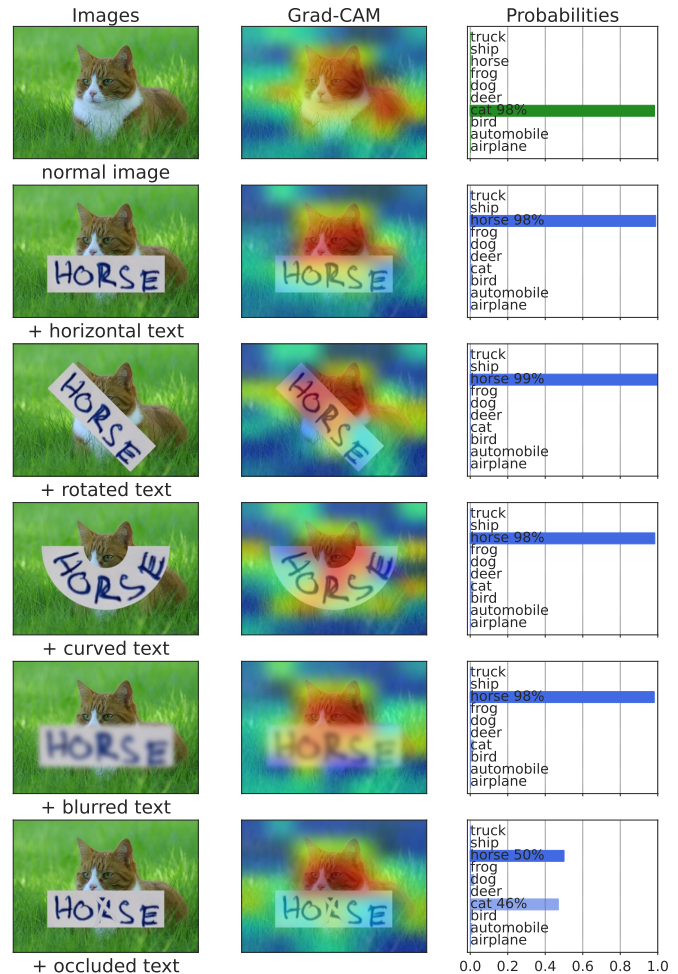 Images Grad-CAM Probabilities
truck
ship
horse
frog
dog
deer
cat 98%
bird
automobile
airplane
normal image
HORSE HORSE
truck
ship
horse 98%
frog
dog
deer
cat
bird
automobile
airplane
+ horizontal text
HORSE HORSE
truck
ship
horse 99%
frog
dog
deer
cat
bird
automobile
airplane
+ rotated text
HORSE HORSE
truck
ship
horse 98%
frog
dog
deer
cat
bird
automobile
airplane
+ curved text
HORSE HORSE
truck
ship
horse 98%
frog
dog
deer
cat
bird
automobile
airplane
+ blurred text
HO SE HO SE
truck
ship
horse 50%
frog
dog
deer
cat 46%
bird
automobile
airplane
+ occluded text
0.0 0.2 0.4 0.6 0.8 1.0